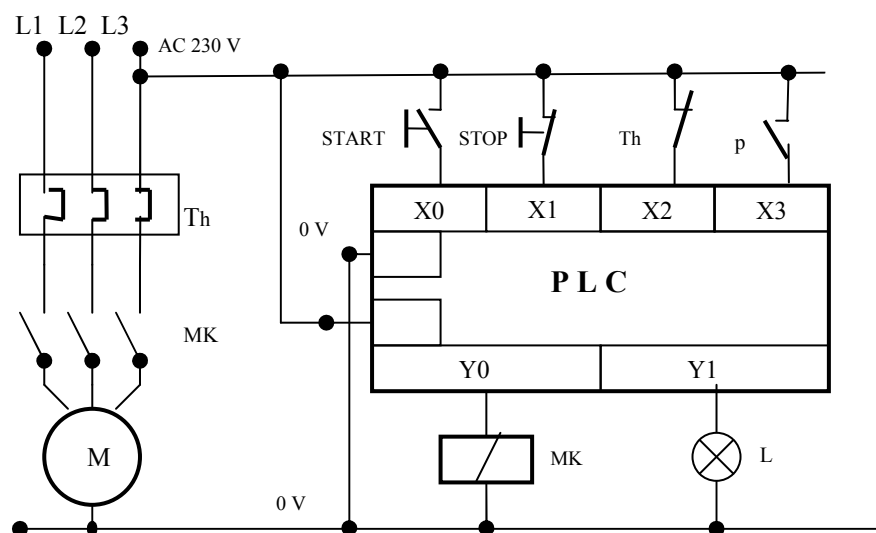 L1 L2 L3
AC 230 V
START STOP Th p
Th
X0 X1 X2 X3
0 V
P L C
MK
Y0 Y1
M
MK
L
0 V